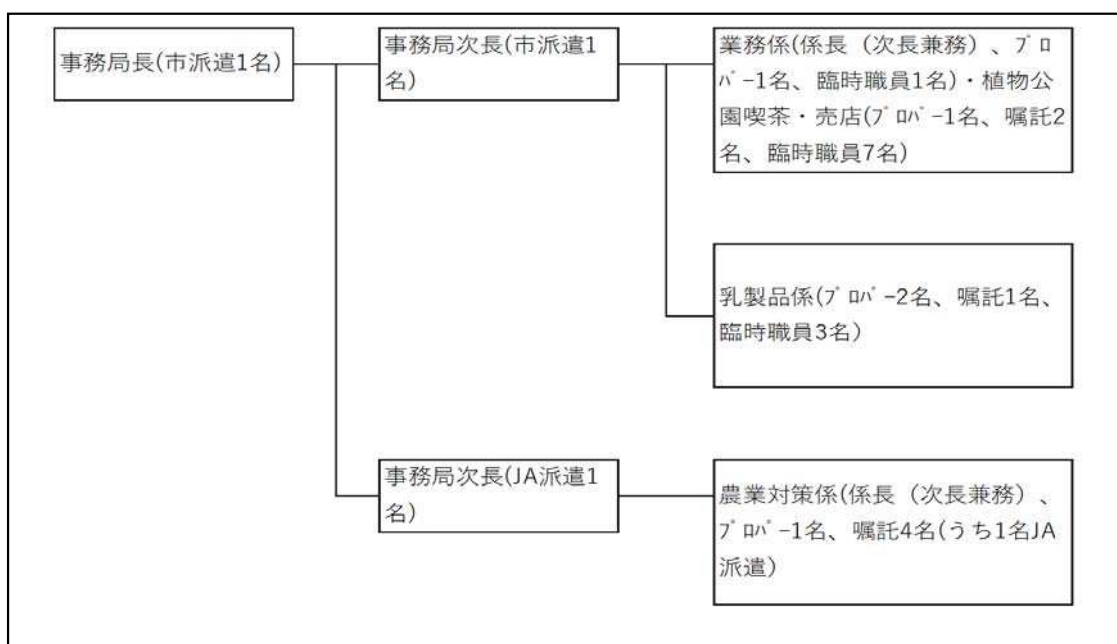 事務局長(市派遣1名)
事務局次長(市派遣1
名)
業務係(係長（次長兼務）、ﾌﾟﾛ
ﾊﾟｰ1名、臨時職員1名)・植物公
園喫茶・売店(ﾌﾟﾛﾊﾟｰ1名、嘱託2
名、臨時職員7名)
乳製品係(ﾌﾟﾛﾊﾟｰ2名、嘱託1名、
臨時職員3名)
事務局次長(JA派遣1
名)
農業対策係(係長（次長兼務）、
ﾌﾟﾛﾊﾟｰ1名、嘱託4名(うち1名JA
派遣)